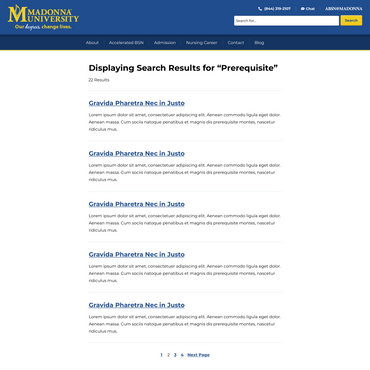 MADONNA
UNIVERSITY
Our degrees change lives.
(844) 319-2107
Chat
ABSN@MADONNA
Search for...
Search
About
Accelerated BSN
Admission
Nursing Career
Contact
Blog
Displaying Search Results for “Prerequisite”
22 Results
Gravida Pharetra Nec in Justo
Lorem ipsum dolor sit amet, consectetuer adipiscing elit. Aenean commodo ligula eget dolor.
Aenean massa. Cum sociis natoque penatibus et magnis dis prerequisite montes, nascetur
ridiculus mus.
Gravida Pharetra Nec in Justo
Lorem ipsum dolor sit amet, consectetuer adipiscing elit. Aenean commodo ligula eget dolor.
Aenean massa. Cum sociis natoque penatibus et magnis dis prerequisite montes, nascetur
ridiculus mus.
Gravida Pharetra Nec in Justo
Lorem ipsum dolor sit amet, consectetuer adipiscing elit. Aenean commodo ligula eget dolor.
Aenean massa. Cum sociis natoque penatibus et magnis dis prerequisite montes, nascetur
ridiculus mus.
Gravida Pharetra Nec in Justo
Lorem ipsum dolor sit amet, consectetuer adipiscing elit. Aenean commodo ligula eget dolor.
Aenean massa. Cum sociis natoque penatibus et magnis dis prerequisite montes, nascetur
ridiculus mus.
Gravida Pharetra Nec in Justo
Lorem ipsum dolor sit amet, consectetuer adipiscing elit. Aenean commodo ligula eget dolor.
Aenean massa. Cum sociis natoque penatibus et magnis dis prerequisite montes, nascetur
ridiculus mus.
1 2 3 4 Next Page